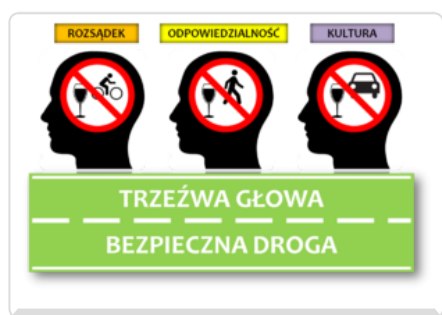 ROZSĄDEK
ODPOWIEDZIALNOŚĆ
KULTURA
TRZEŹWA GŁOWA
BEZPIECZNA DROGA